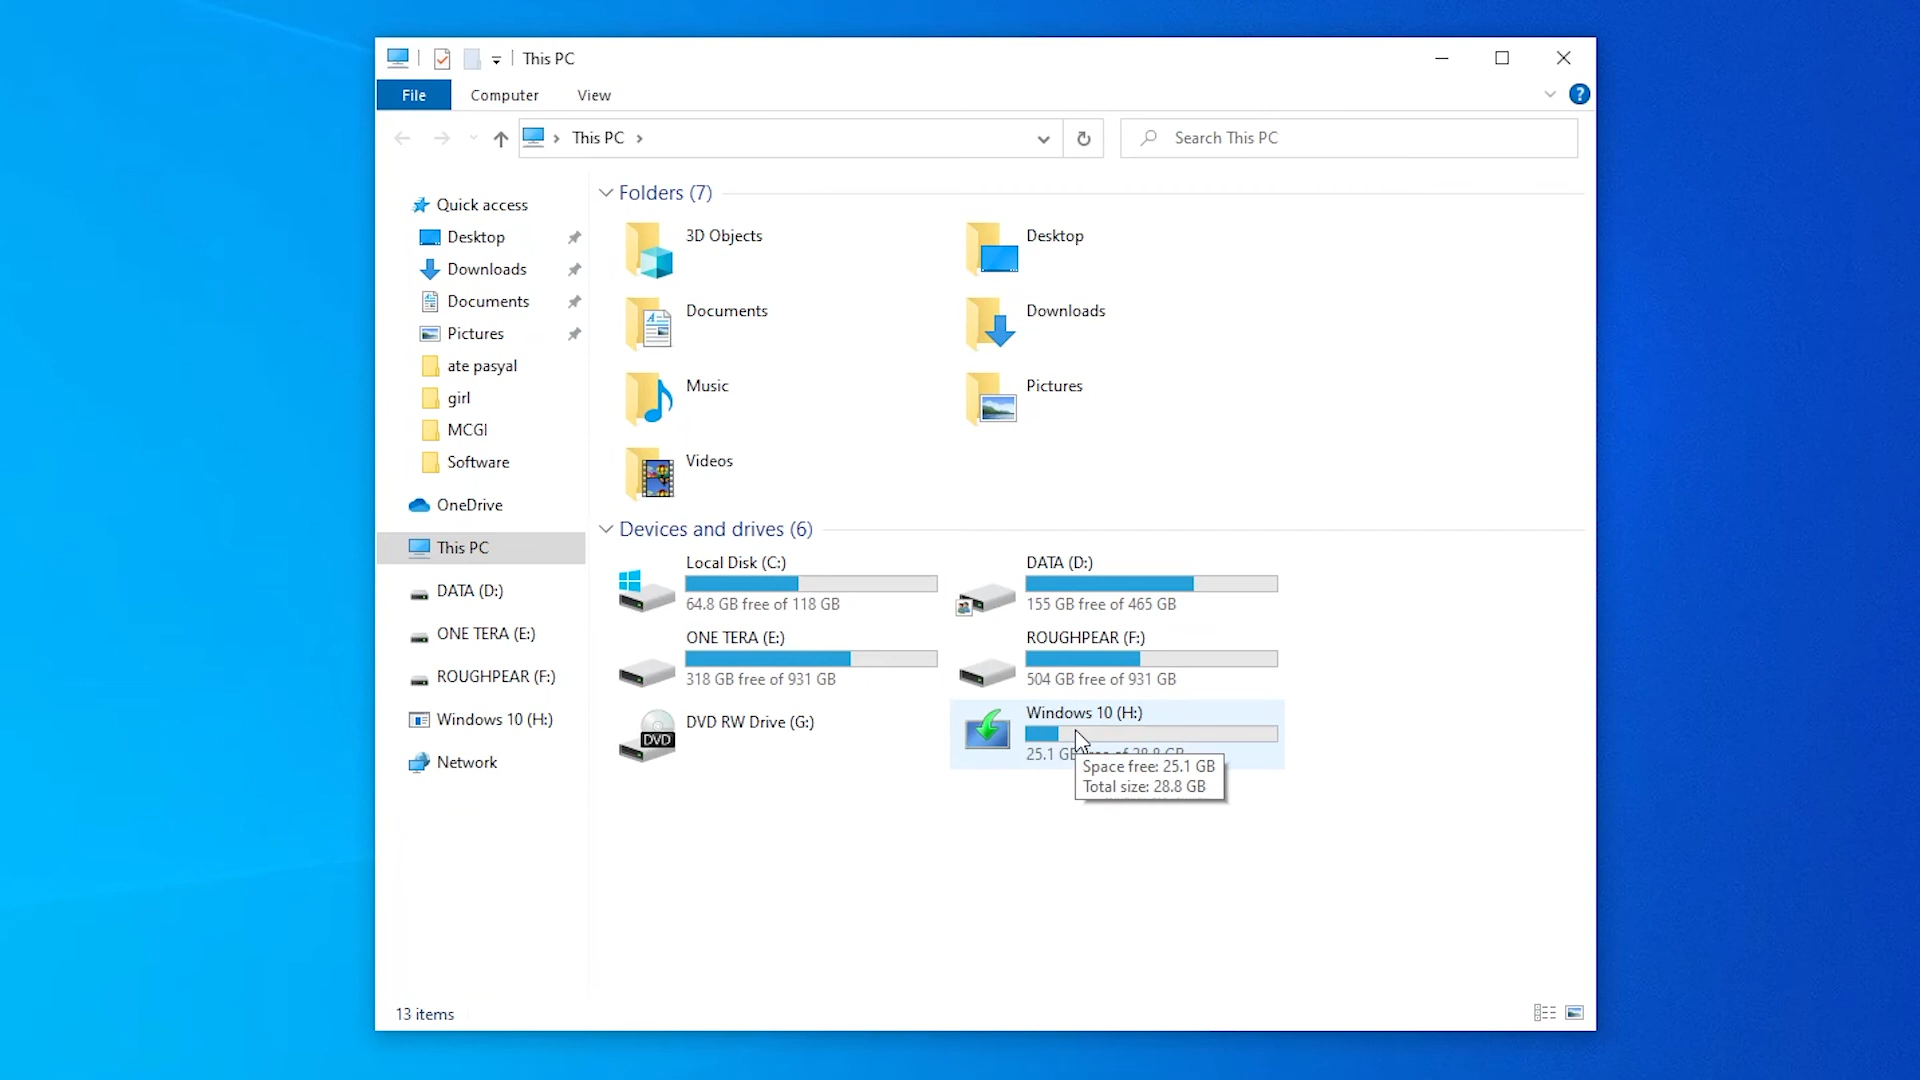 This PC
File Computer View
This PC
Search This PC
Quick access
Desktop
Downloads
Documents
Pictures
ate pasyal
girl
MCGI
Software
OneDrive
This PC
DATA (D:)
ONE TERA (E:)
ROUGHPEAR (F:)
Windows 10 (H:)
Network
Folders (7)
3D Objects
Desktop
Documents
Downloads
Music
Pictures
Videos
Devices and drives (6)
Local Disk (C:)
64.8 GB free of 118 GB
DATA (D:)
155 GB free of 465 GB
ONE TERA (E:)
318 GB free of 931 GB
ROUGHPEAR (F:)
504 GB free of 931 GB
DVD
DVD RW Drive (G:)
Windows 10 (H:)
25.1 GB free of 28.8 GB
Space free: 25.1 GB
Total size: 28.8 GB
13 items